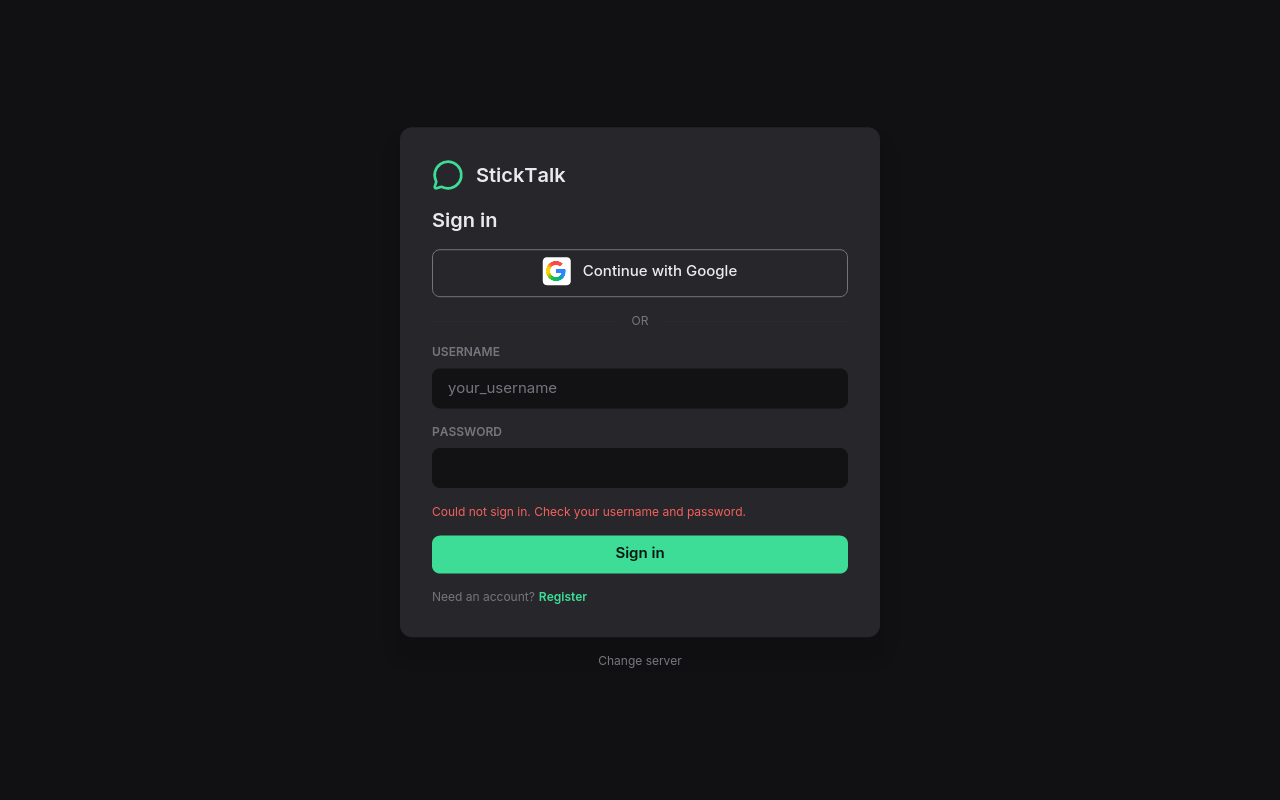 StickTalk
Sign in
Continue with Google
OR
USERNAME
your_username
PASSWORD
Could not sign in. Check your username and password.
Sign in
Need an account? Register
Change server